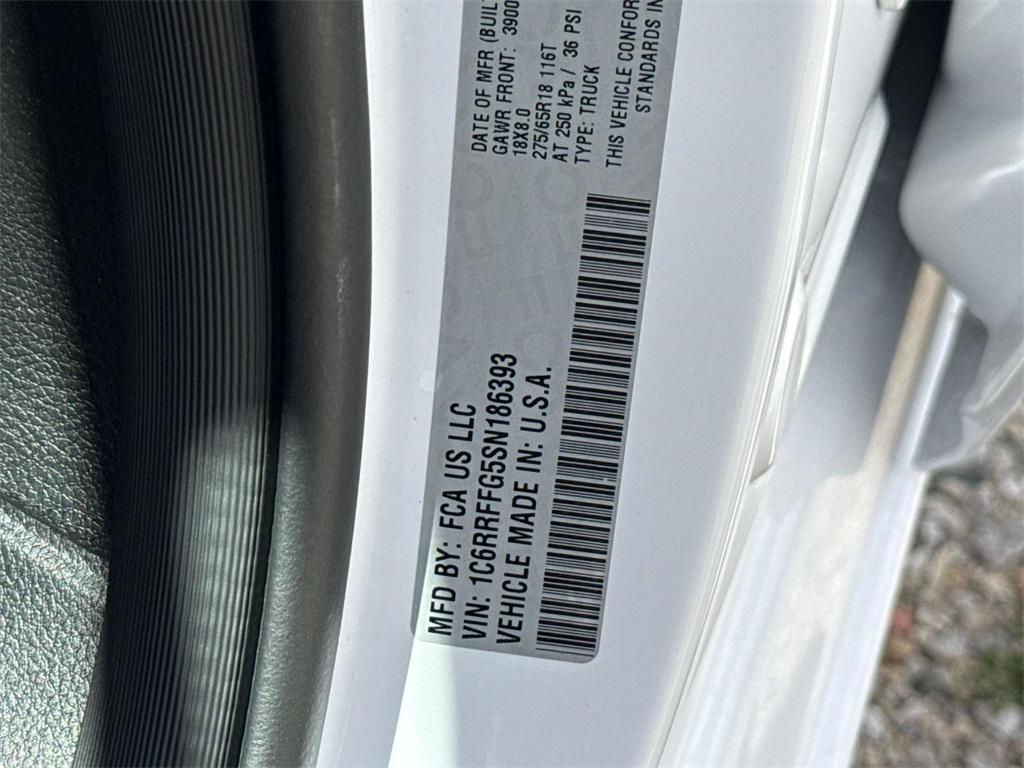 MFD BY: FCA US LLC
VIN: 1C6RRFFG5SN186393
VEHICLE MADE IN: U.S.A.
DATE OF MFR (BUILT
GAWR FRONT: 3900
18X8.0
275/65R18 116T
AT 250 kPa / 36 PSI
TYPE: TRUCK
THIS VEHICLE CONFOR
STANDARDS IN